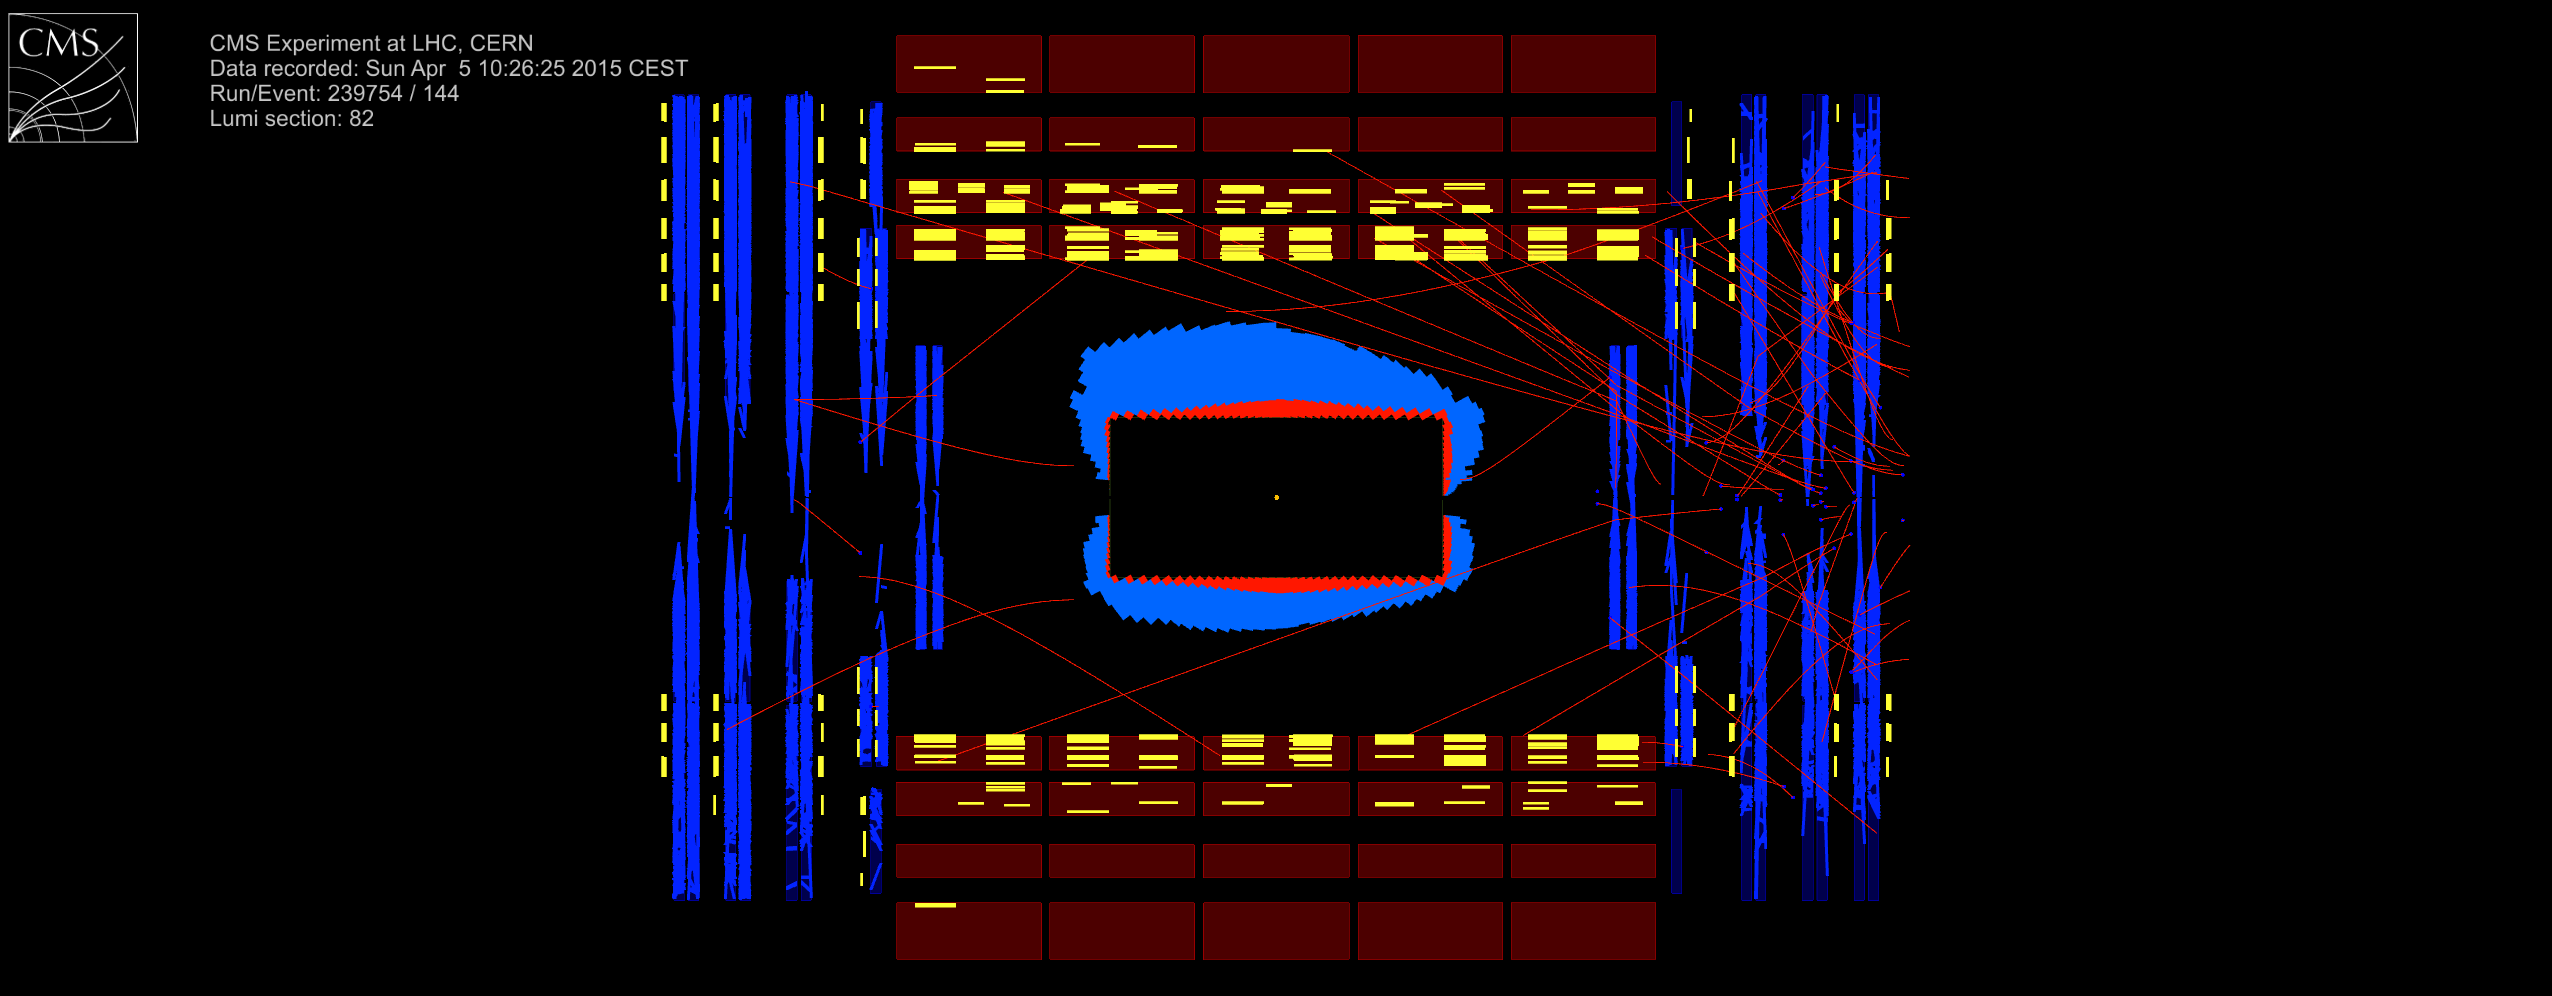 CMS
CMS Experiment at LHC, CERN
Data recorded: Sun Apr  5 10:26:25 2015 CEST
Run/Event: 239754 / 144
Lumi section: 82